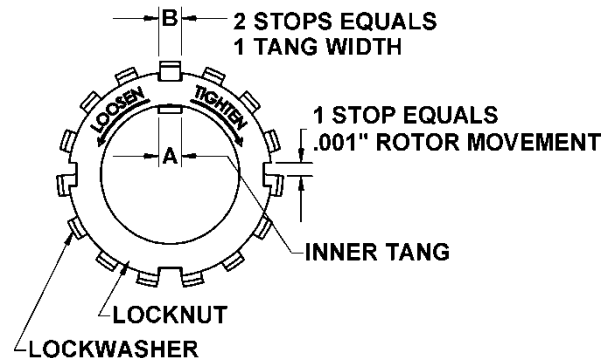 B
2 STOPS EQUALS
1 TANG WIDTH
LOOSEN
TIGHTEN
1 STOP EQUALS
.001" ROTOR MOVEMENT
A
INNER TANG
LOCKNUT
LOCKWASHER